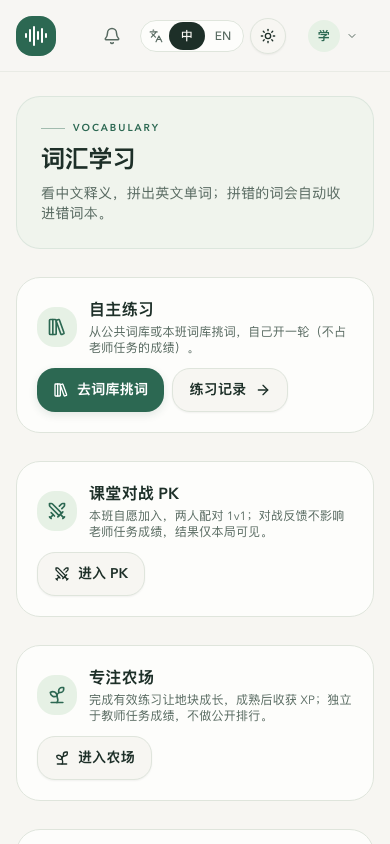 中 EN 学
VOCABULARY
词汇学习
看中文释义，拼出英文单词；拼错的词会自动收
进错词本。
自主练习
从公共词库或本班词库挑词，自己开一轮（不占
老师任务的成绩）。
去词库挑词 练习记录
课堂对战 PK
本班自愿加入，两人配对 1v1；对战反馈不影响
老师任务成绩，结果仅本局可见。
进入 PK
专注农场
完成有效练习让地块成长，成熟后收获 XP；独立
于教师任务成绩，不做公开排行。
进入农场